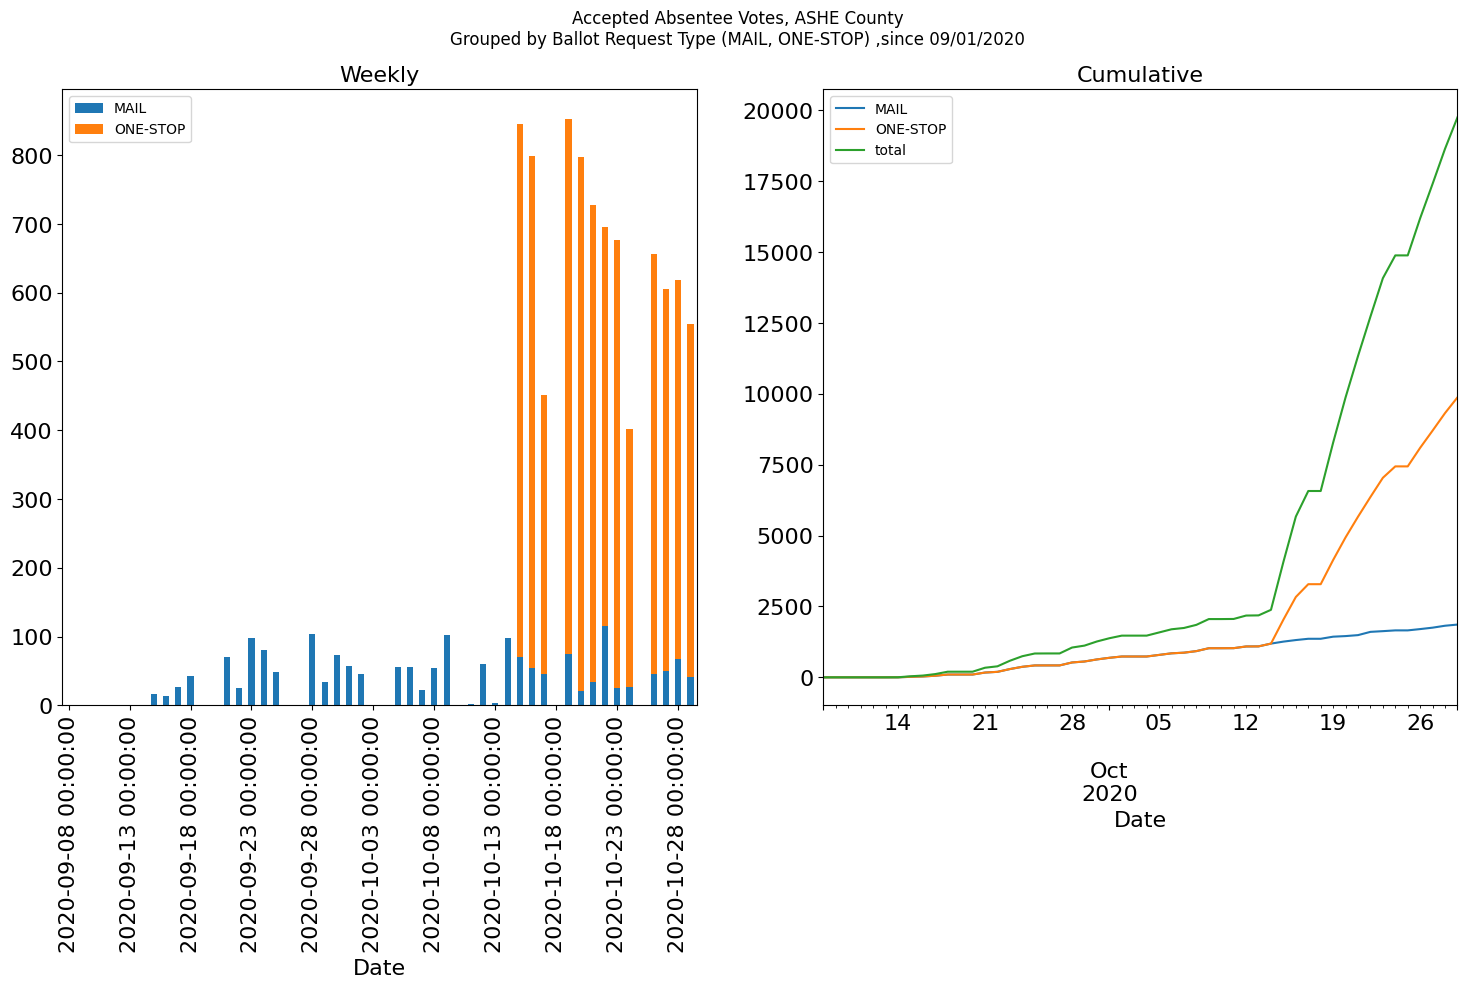 Accepted Absentee Votes, ASHE County
Grouped by Ballot Request Type (MAIL, ONE-STOP) ,since 09/01/2020
Weekly
MAIL
ONE-STOP
800
700
600
500
400
300
200
100
0
2020-09-08 00:00:00
2020-09-13 00:00:00
2020-09-18 00:00:00
2020-09-23 00:00:00
2020-09-28 00:00:00
2020-10-03 00:00:00
2020-10-08 00:00:00
2020-10-13 00:00:00
2020-10-18 00:00:00
2020-10-23 00:00:00
2020-10-28 00:00:00
Date
Cumulative
MAIL
ONE-STOP
total
20000
17500
15000
12500
10000
7500
5000
2500
0
14 21 28 05 12 19 26
Oct
2020
Date